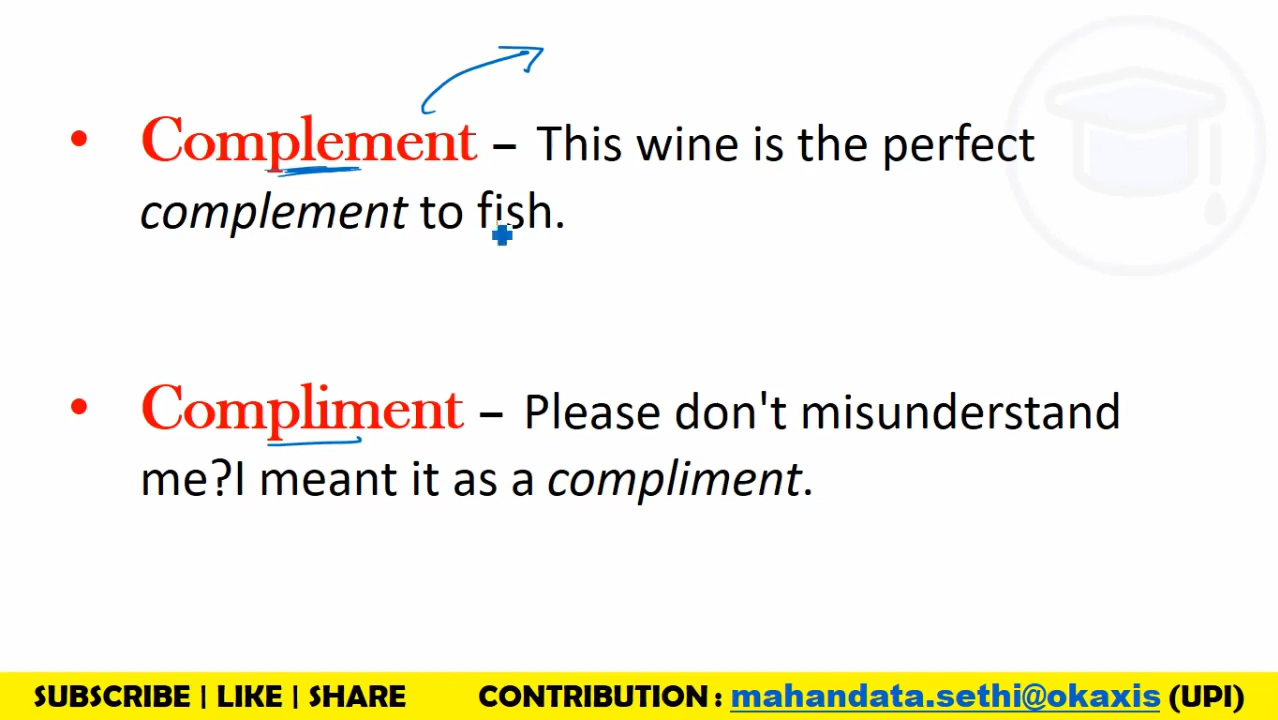 • Complement – This wine is the perfect
complement to fish.
• Compliment – Please don't misunderstand
me?I meant it as a compliment.
SUBSCRIBE | LIKE | SHARE CONTRIBUTION : mahandata.sethi@okaxis (UPI)